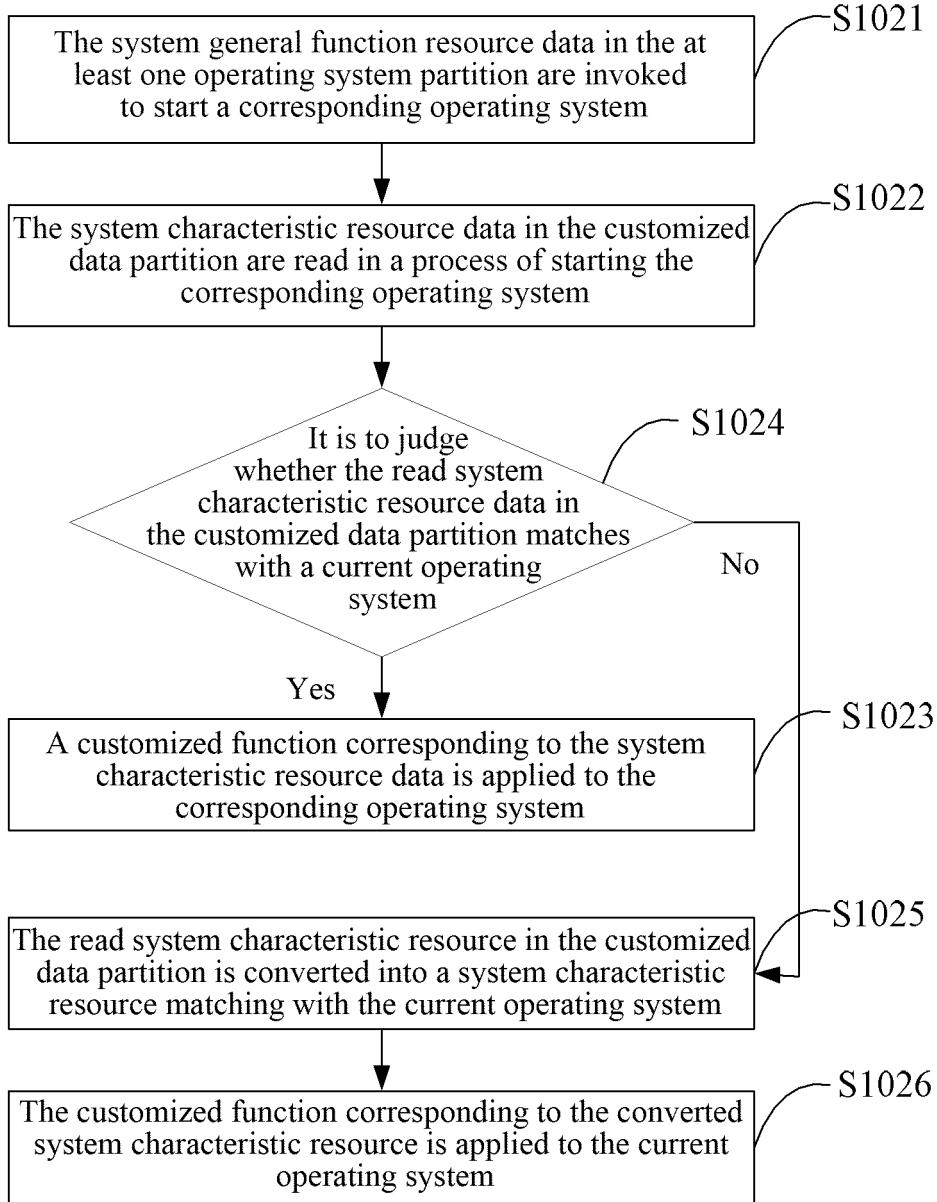 S1021
The system general function resource data in the at
least one operating system partition are invoked
to start a corresponding operating system
S1022
The system characteristic resource data in the customized
data partition are read in a process of starting the
corresponding operating system
S1024
It is to judge
whether the read system
characteristic resource data in
the customized data partition matches
with a current operating
system
No
Yes
S1023
A customized function corresponding to the system
characteristic resource data is applied to the
corresponding operating system
S1025
The read system characteristic resource in the customized
data partition is converted into a system characteristic
resource matching with the current operating system
S1026
The customized function corresponding to the converted
system characteristic resource is applied to the current
operating system